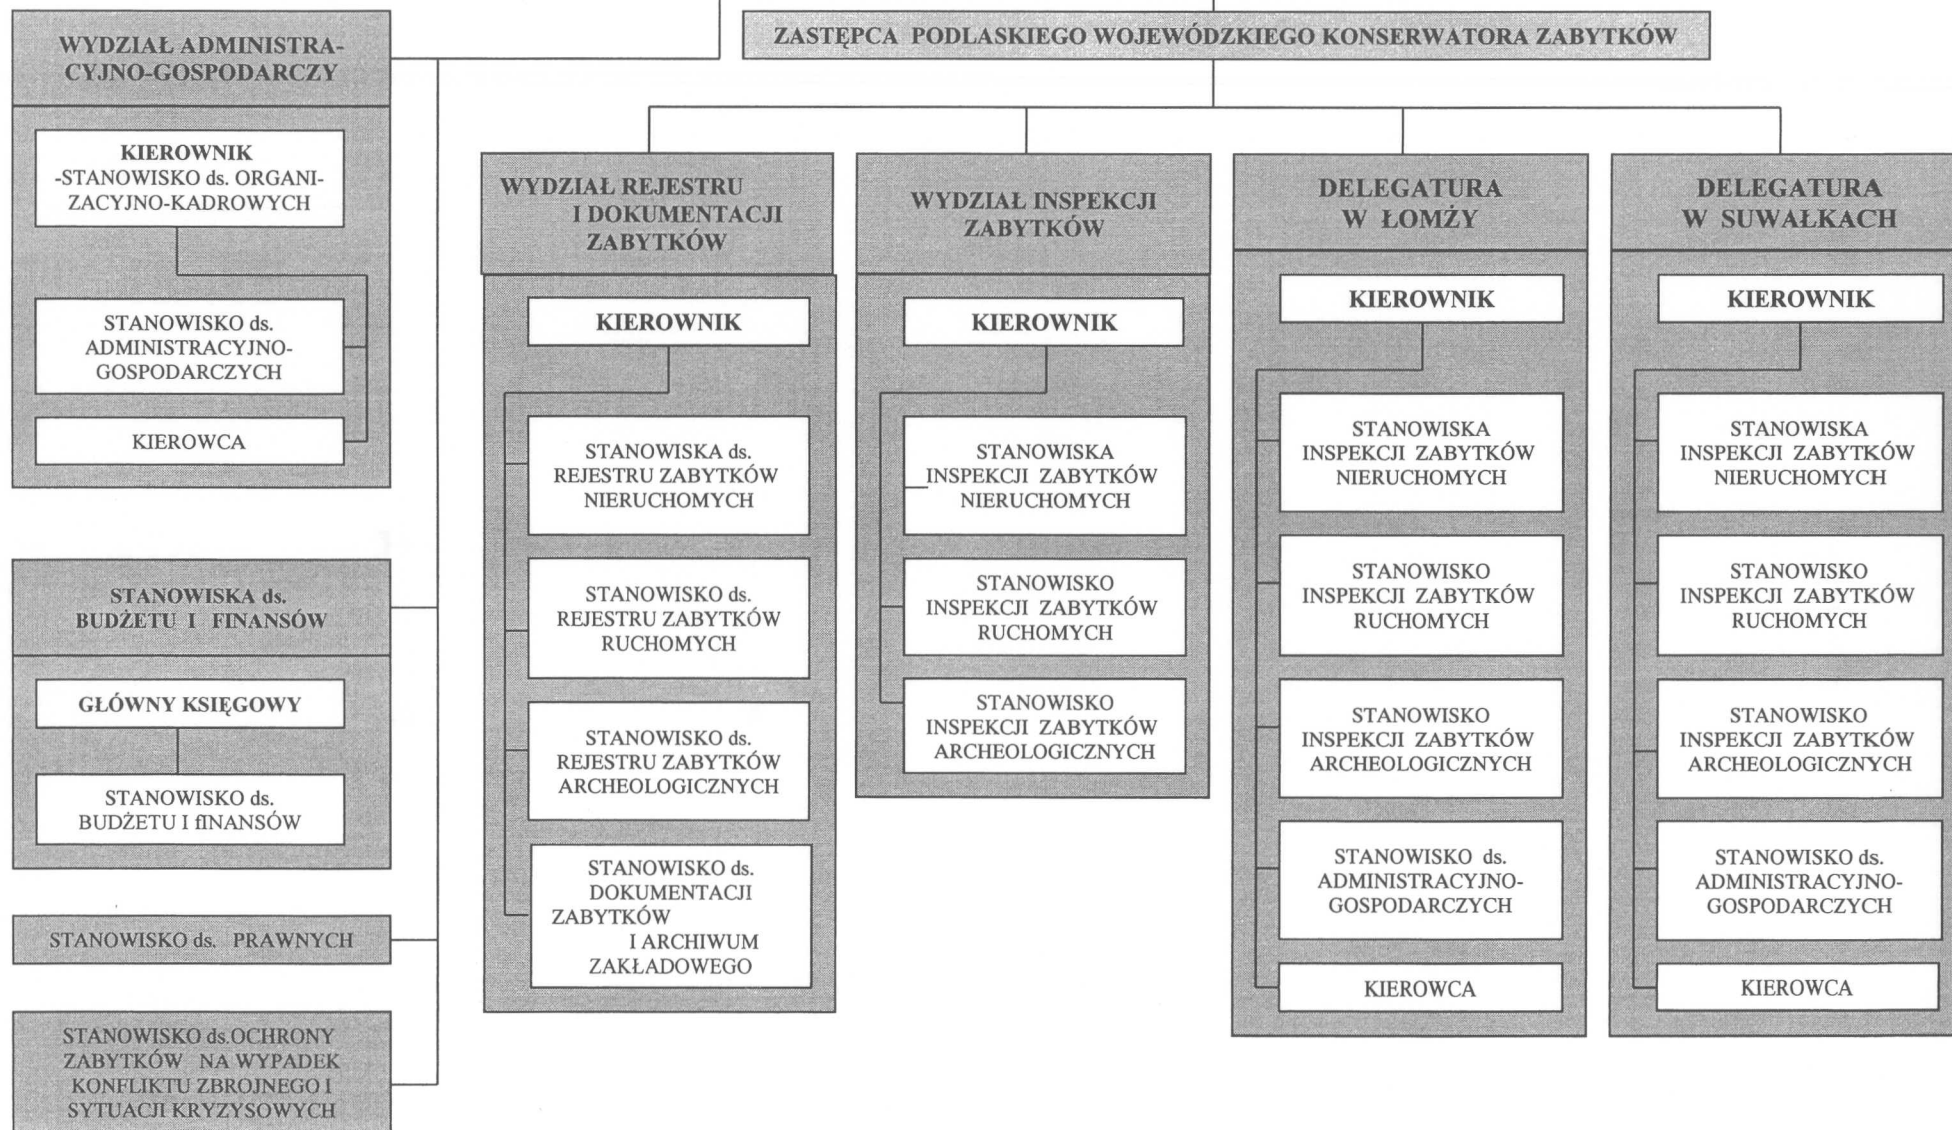 WYDZIAŁ ADMINISTRA-
CYJNO-GOSPODARCZY
KIEROWNIK
-STANOWISKO ds. ORGANI-
ZACYJNO-KADROWYCH
STANOWISKO ds.
ADMINISTRACYJNO-
GOSPODARCZYCH
KIEROWCA
STANOWISKA ds.
BUDŻETU I FINANSÓW
GŁÓWNY KSIĘGOWY
STANOWISKO ds.
BUDŻETU I fINANSÓW
STANOWISKO ds. PRAWNYCH
STANOWISKO ds.OCHRONY
ZABYTKÓW NA WYPADEK
KONFLIKTU ZBROJNEGO I
SYTUACJI KRYZYSOWYCH
ZASTĘPCA PODLASKIEGO WOJEWÓDZKIEGO KONSERWATORA ZABYTKÓW
WYDZIAŁ REJESTRU
I DOKUMENTACJI
ZABYTKÓW
KIEROWNIK
STANOWISKA ds.
REJESTRU ZABYTKÓW
NIERUCHOMYCH
STANOWISKO ds.
REJESTRU ZABYTKÓW
RUCHOMYCH
STANOWISKO ds.
REJESTRU ZABYTKÓW
ARCHEOLOGICZNYCH
STANOWISKO ds.
DOKUMENTACJI
ZABYTKÓW
I ARCHIWUM
ZAKŁADOWEGO
WYDZIAŁ INSPEKCJI
ZABYTKÓW
KIEROWNIK
STANOWISKA
INSPEKCJI ZABYTKÓW
NIERUCHOMYCH
STANOWISKO
INSPEKCJI ZABYTKÓW
RUCHOMYCH
STANOWISKO
INSPEKCJI ZABYTKÓW
ARCHEOLOGICZNYCH
DELEGATURA
W ŁOMŻY
KIEROWNIK
STANOWISKA
INSPEKCJI ZABYTKÓW
NIERUCHOMYCH
STANOWISKO
INSPEKCJI ZABYTKÓW
RUCHOMYCH
STANOWISKO
INSPEKCJI ZABYTKÓW
ARCHEOLOGICZNYCH
STANOWISKO ds.
ADMINISTRACYJNO-
GOSPODARCZYCH
KIEROWCA
DELEGATURA
W SUWAŁKACH
KIEROWNIK
STANOWISKA
INSPEKCJI ZABYTKÓW
NIERUCHOMYCH
STANOWISKO
INSPEKCJI ZABYTKÓW
RUCHOMYCH
STANOWISKO
INSPEKCJI ZABYTKÓW
ARCHEOLOGICZNYCH
STANOWISKO ds.
ADMINISTRACYJNO-
GOSPODARCZYCH
KIEROWCA